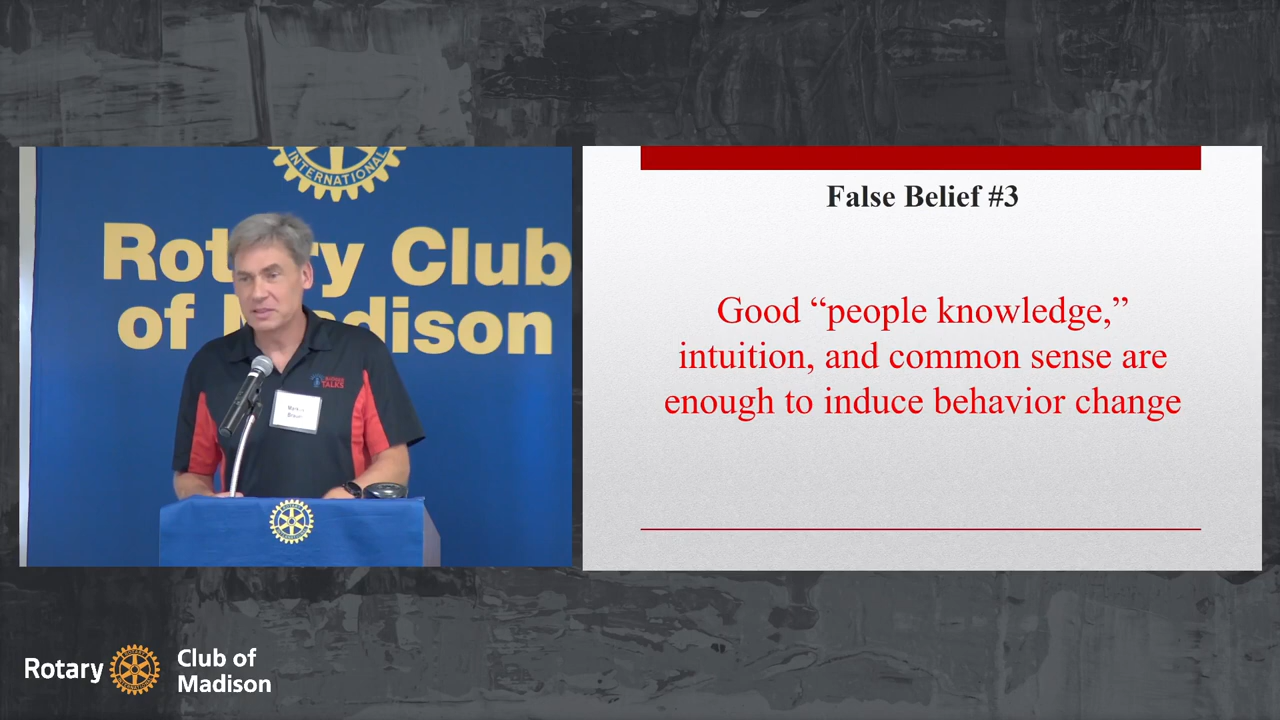 INTERNATIONAL
Rotary Club
of Madison
TALKS
False Belief #3
Good “people knowledge,”
intuition, and common sense are
enough to induce behavior change
Rotary
Club of
Madison